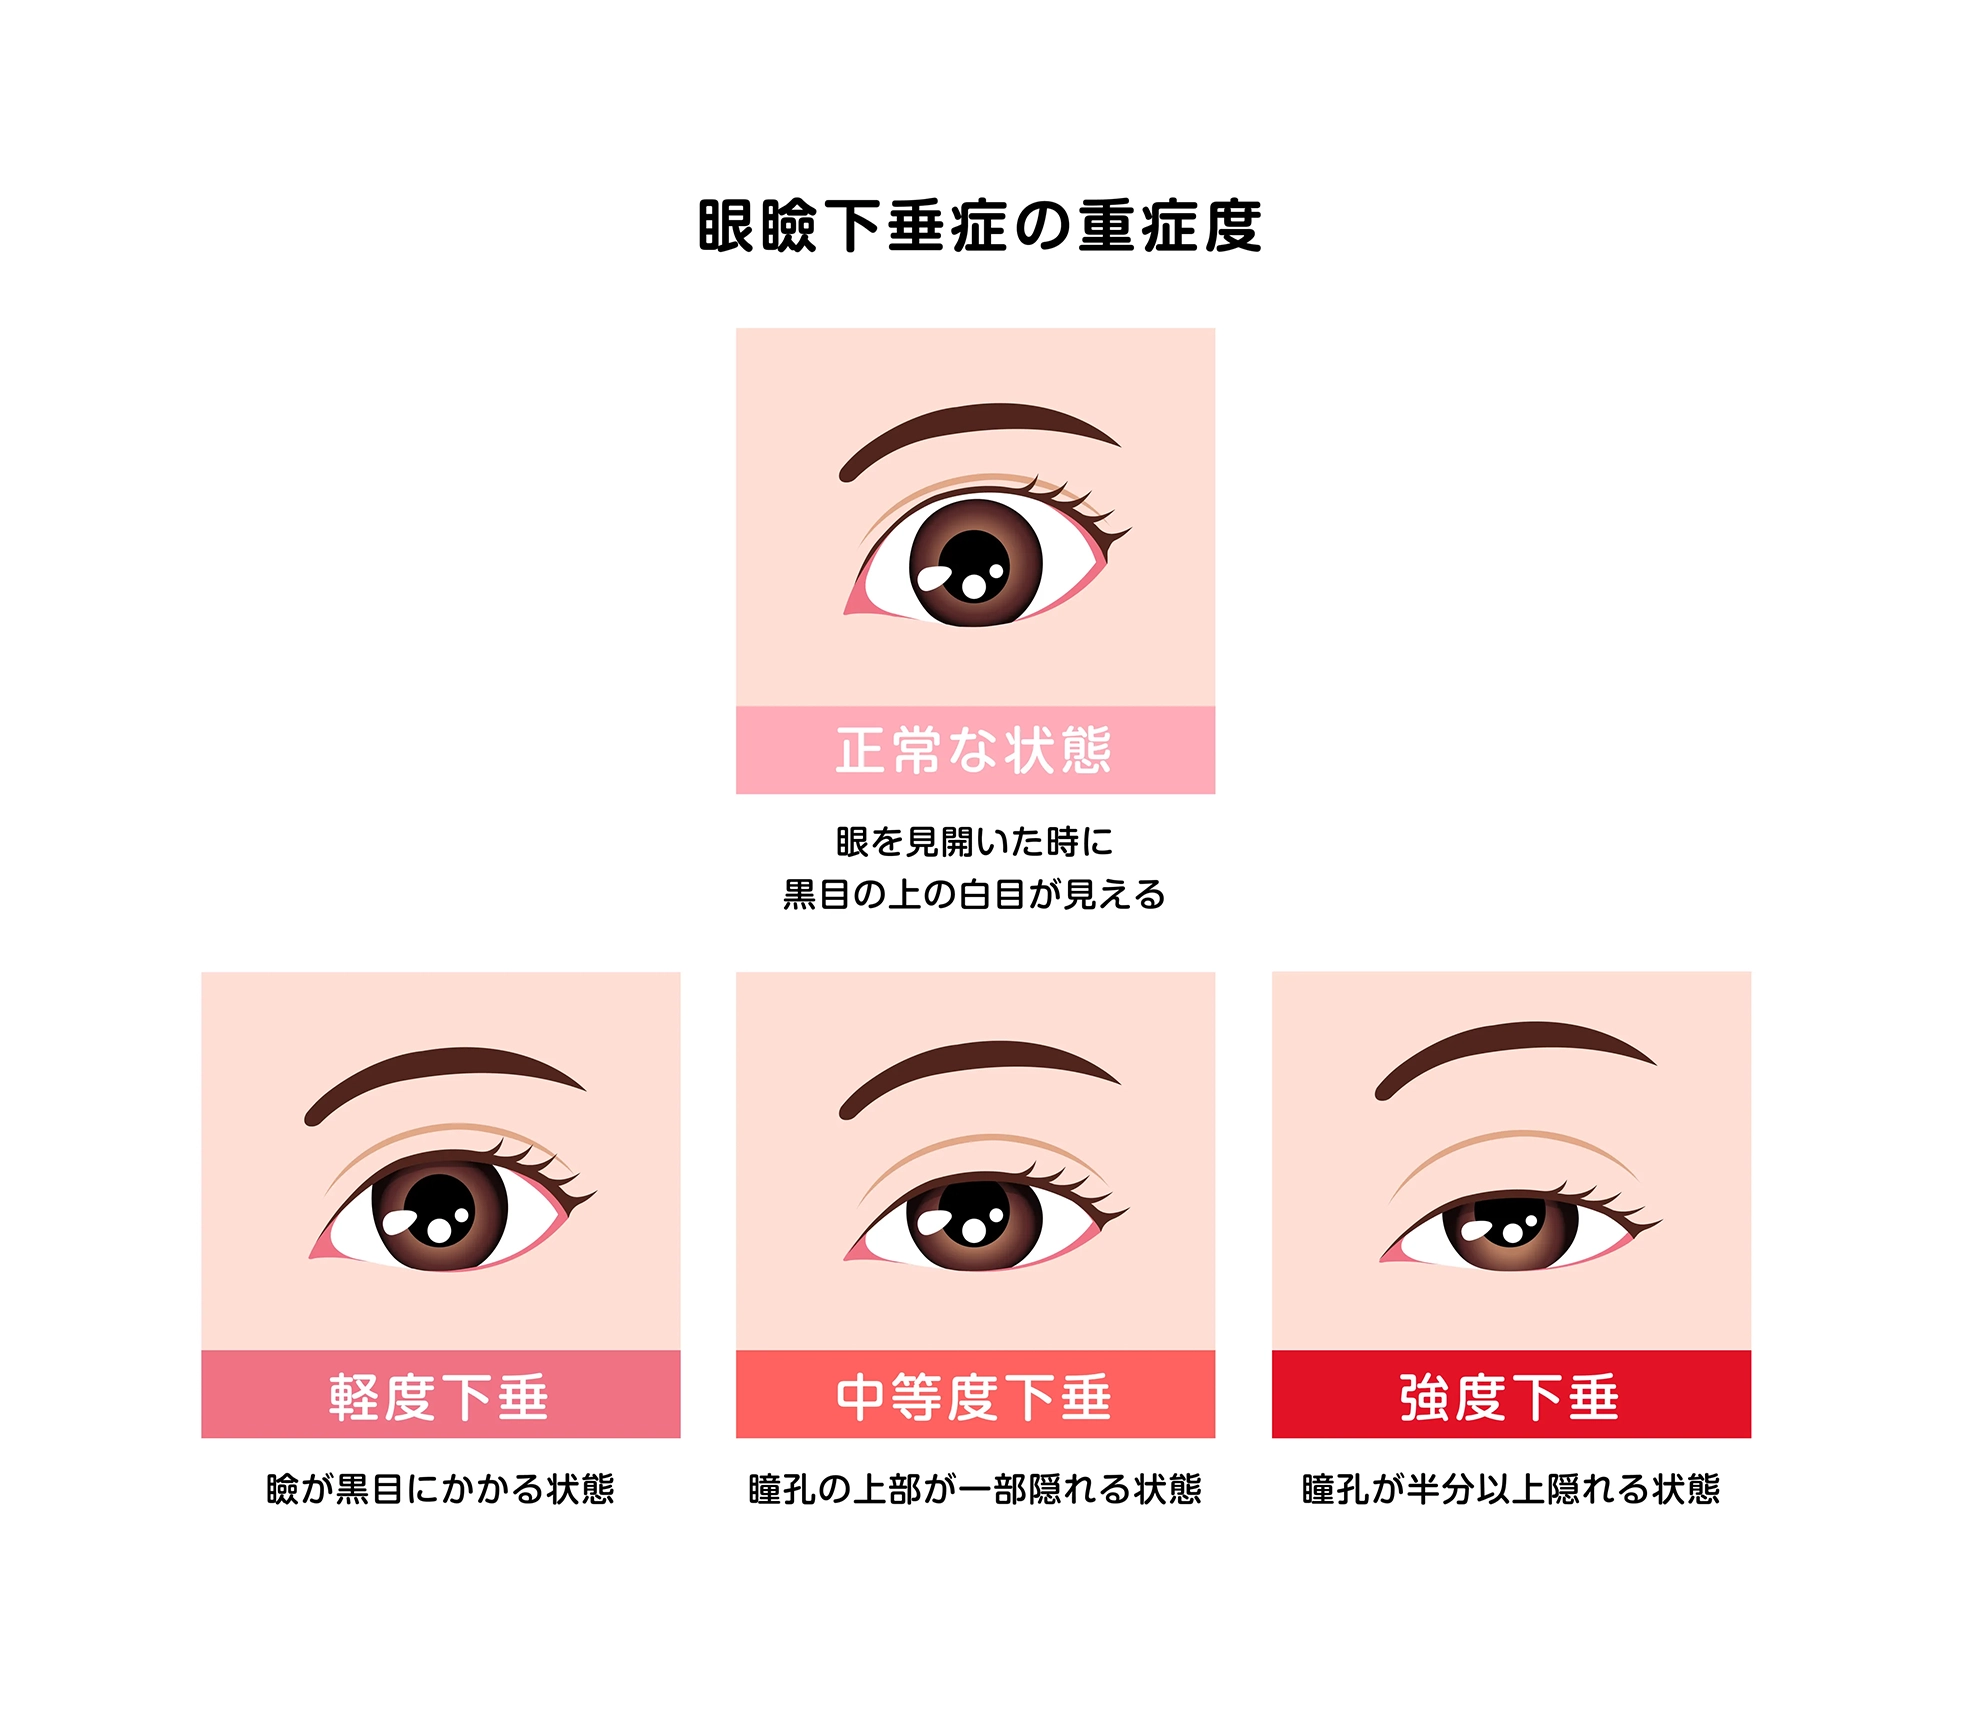 眼瞼下垂症の重症度
正常な状態
眼を見開いた時に
黒目の上の白目が見える
軽度下垂
瞼が黒目にかかる状態
中等度下垂
瞳孔の上部が一部隠れる状態
強度下垂
瞳孔が半分以上隠れる状態